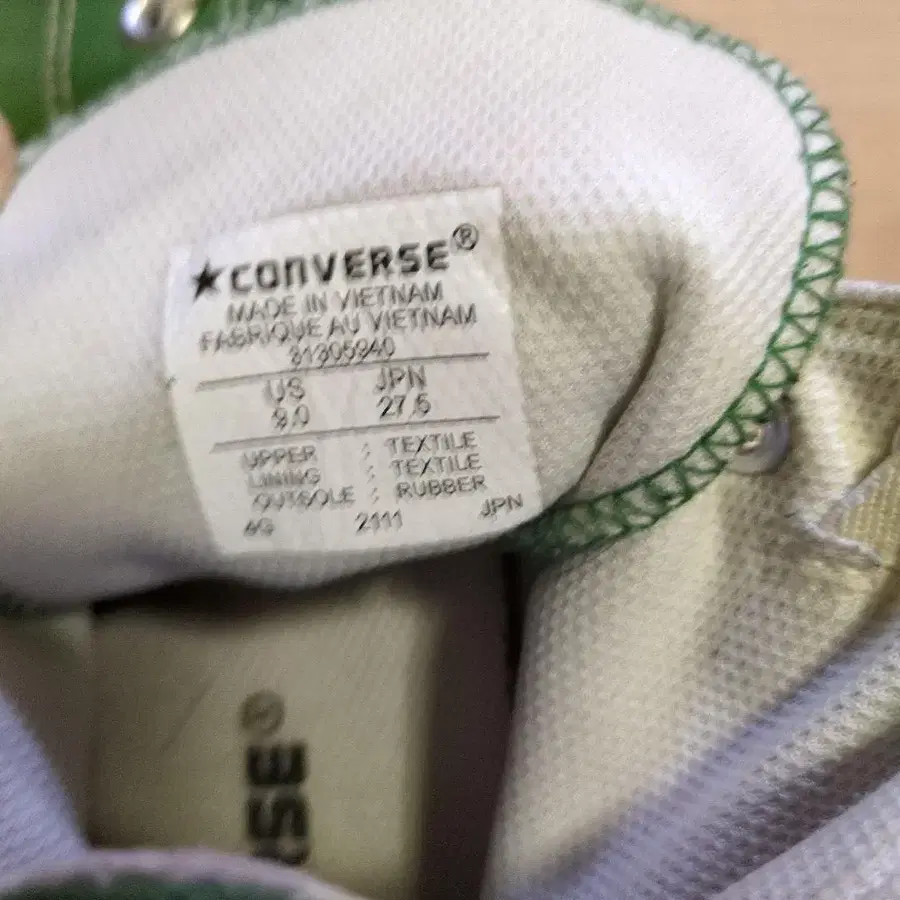 ★CONVERSE®
MADE IN VIETNAM
FABRIQUE AU VIETNAM
31305940
US JPN
9.0 27.5
UPPER : TEXTILE
LINING : TEXTILE
OUTSOLE : RUBBER
4G 2111 JPN
RSE®